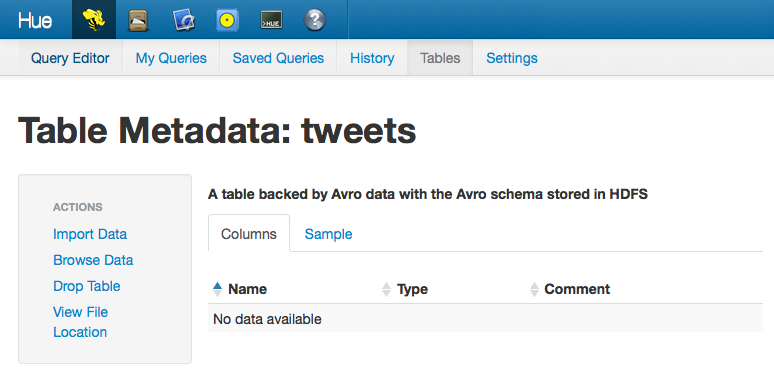 Hue
>HUE
?
Query Editor My Queries Saved Queries History Tables Settings
Table Metadata: tweets
ACTIONS
Import Data
Browse Data
Drop Table
View File
Location
A table backed by Avro data with the Avro schema stored in HDFS
Columns Sample
Name Type Comment
No data available